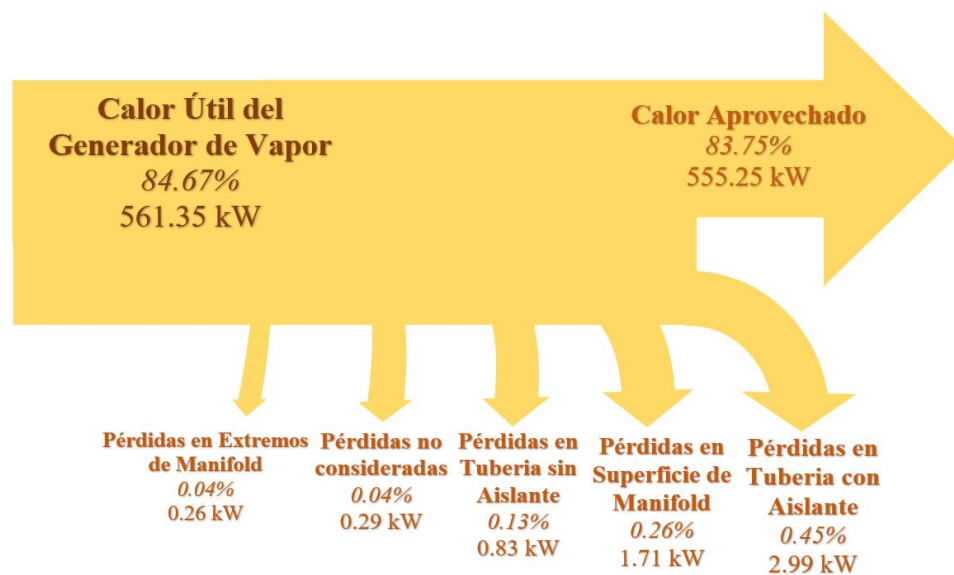 Calor Útil del
Generador de Vapor
84.67%
561.35 kW
Calor Aprovechado
83.75%
555.25 kW
Pérdidas en Extremos
de Manifold
0.04%
0.26 kW
Pérdidas no
consideradas
0.04%
0.29 kW
Pérdidas en
Tuberia sin
Aislante
0.13%
0.83 kW
Pérdidas en
Superficie de
Manifold
0.26%
1.71 kW
Pérdidas en
Tuberia con
Aislante
0.45%
2.99 kW